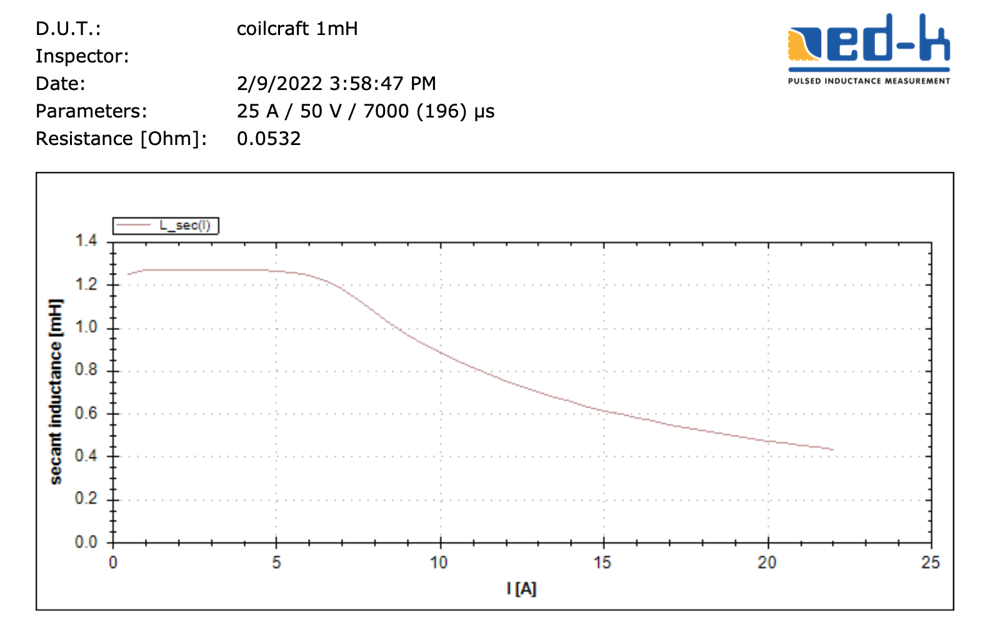 D.U.T.: coilcraft 1mH
Inspector:
Date: 2/9/2022 3:58:47 PM
Parameters: 25 A / 50 V / 7000 (196) µs
Resistance [Ohm]: 0.0532
ed-k
PULSED INDUCTANCE MEASUREMENT
L_sec(I)
1.4
1.2
1.0
0.8
0.6
0.4
0.2
0.0
secant inductance [mH]
0 5 10 15 20 25
I [A]